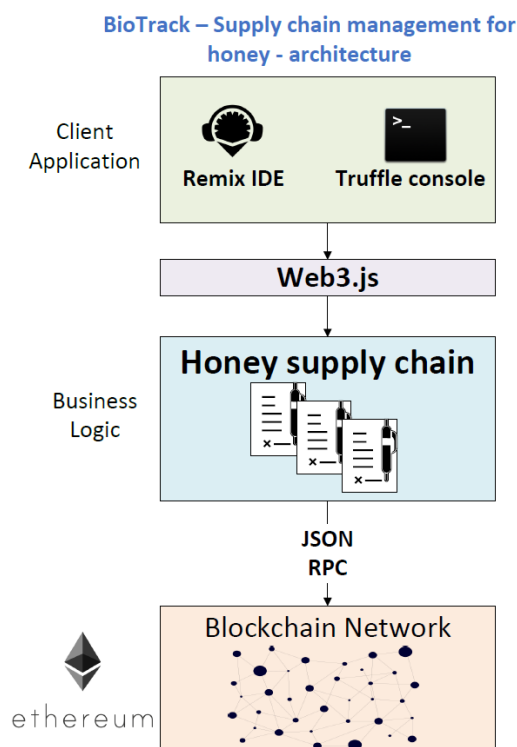 BioTrack – Supply chain management for
honey - architecture
Client
Application
>_
Remix IDE
Truffle console
Web3.js
Honey supply chain
Business
Logic
JSON
RPC
Blockchain Network
ethereum